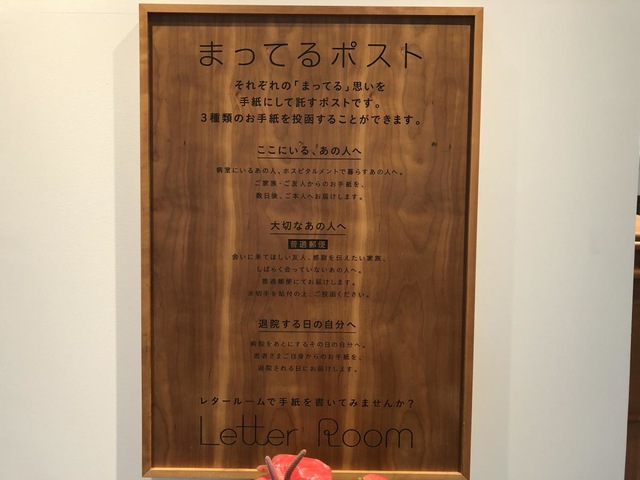 まってるポスト
それぞれの「まってる」思いを
手紙にして託すポストです。
3種類のお手紙を投函することができます。
ここにいる、あの人へ
病室にいるあの人、ホスピタルメントで暮らすあの人へ。
ご家族・ご友人からのお手紙を、
数日後、ご本人へお届けします。
大切なあの人へ
普通郵便
会いに来てほしい友人、感謝を伝えたい家族、
しばらく会っていないあの人へ。
普通郵便にてお届けします。
※切手を貼付の上、ご投函ください。
退院する日の自分へ
病院をあとにするその日の自分へ。
患者さまご自身からのお手紙を、
退院される日にお届けします。
レタールームで手紙を書いてみませんか?
Letter Room